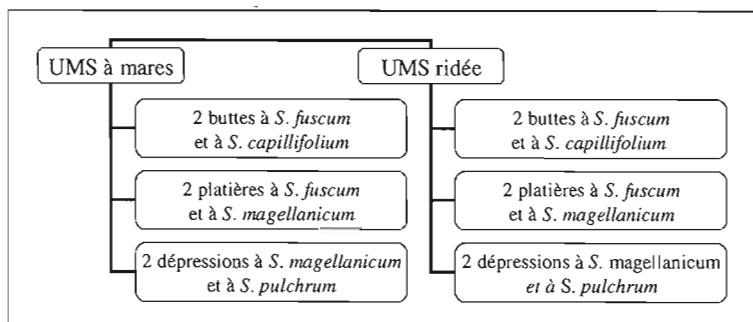 UMS à mares
UMS ridée
2 buttes à S. fuscum
et à S. capillifolium
2 buttes à S. fuscum
et à S. capillifolium
2 platières à S. fuscum
et à S. magellanicum
2 platières à S. fuscum
et à S. magellanicum
2 dépressions à S. magellanicum
et à S. pulchrum
2 dépressions à S. magellanicum
et à S. pulchrum